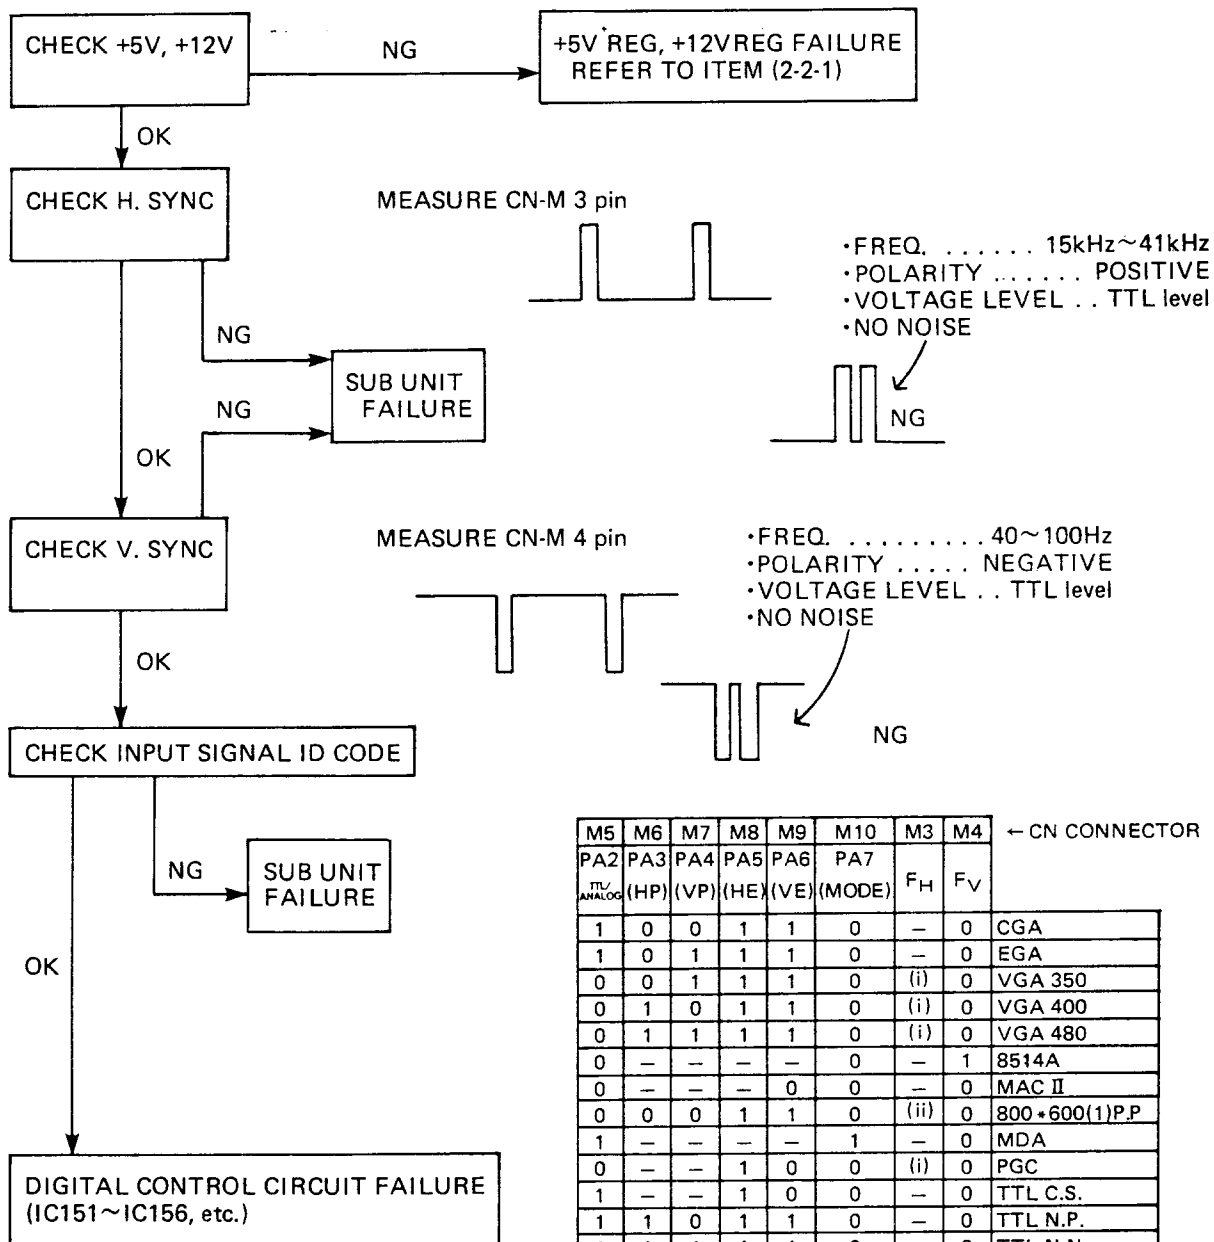 CHECK +5V, +12V
NG
+5V REG, +12VREG FAILURE
REFER TO ITEM (2-2-1)
OK
CHECK H. SYNC
MEASURE CN-M 3 pin
·FREQ. . . . . . . 15kHz~41kHz
·POLARITY . . . . . . POSITIVE
·VOLTAGE LEVEL . . TTL level
·NO NOISE
NG
SUB UNIT
FAILURE
NG
NG
OK
CHECK V. SYNC
MEASURE CN-M 4 pin
·FREQ. . . . . . . . . . 40~100Hz
·POLARITY . . . . . NEGATIVE
·VOLTAGE LEVEL . . TTL level
·NO NOISE
OK
NG
CHECK INPUT SIGNAL ID CODE
NG
SUB UNIT
FAILURE
OK
DIGITAL CONTROL CIRCUIT FAILURE
(IC151~IC156, etc.)
M5 M6 M7 M8 M9 M10 M3 M4 ← CN CONNECTOR
PA2 PA3 PA4 PA5 PA6 PA7 FH FV
TTL/ANALOG (HP) (VP) (HE) (VE) (MODE)
1 0 0 1 1 0 – 0 CGA
1 0 1 1 1 0 – 0 EGA
0 0 1 1 1 0 (i) 0 VGA 350
0 1 0 1 1 0 (i) 0 VGA 400
0 1 1 1 1 0 (i) 0 VGA 480
0 – – – – 0 – 1 8514A
0 – – – 0 0 – 0 MAC II
0 0 0 1 1 0 (ii) 0 800*600(1)P.P
1 – – – – 1 – 0 MDA
0 – – 1 0 0 (i) 0 PGC
1 – – 1 0 0 – 0 TTL C.S.
1 1 0 1 1 0 – 0 TTL N.P.